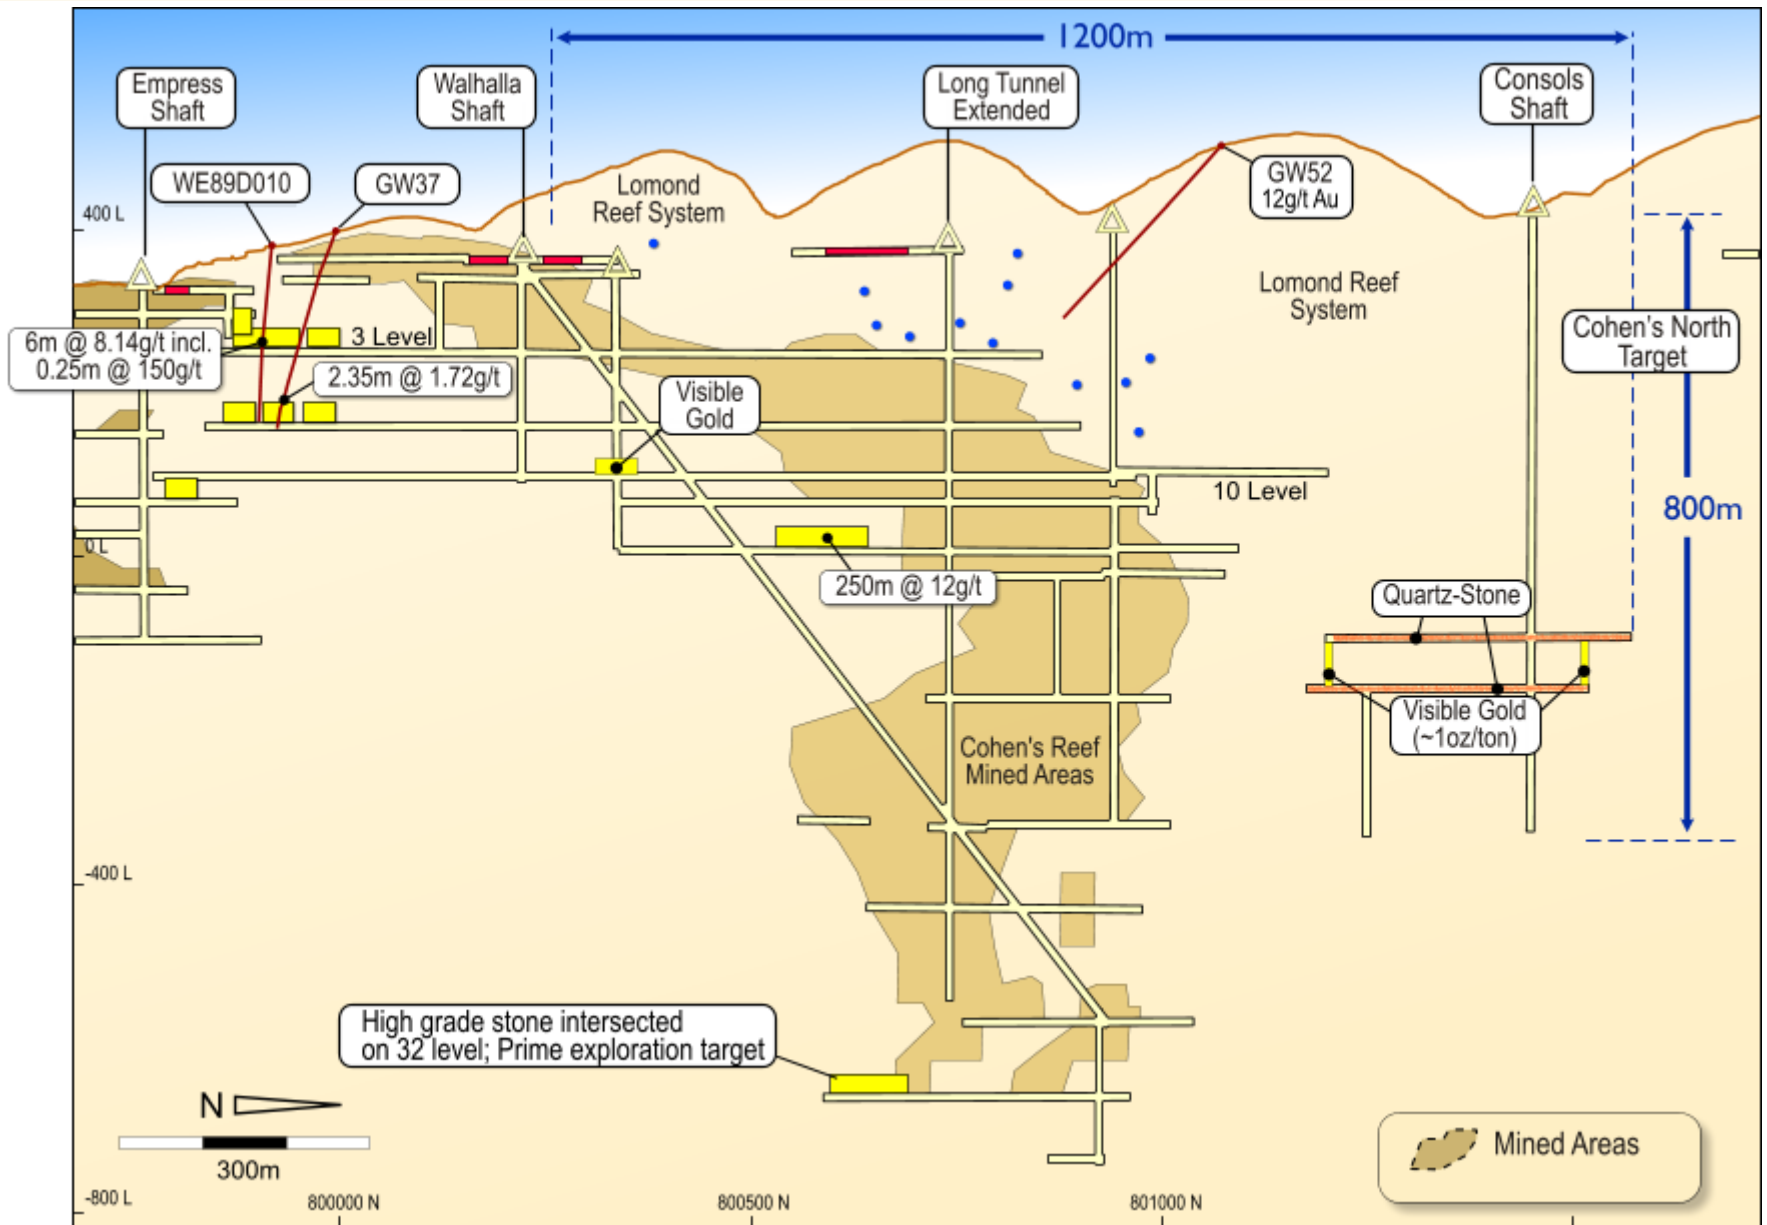 1200m
Empress
Shaft
Walhalla
Shaft
Long Tunnel
Extended
Consols
Shaft
WE89D010
GW37
Lomond
Reef System
GW52
12g/t Au
400 L
Lomond Reef
System
Cohen's North
Target
6m @ 8.14g/t incl.
0.25m @ 150g/t
3 Level
2.35m @ 1.72g/t
Visible
Gold
10 Level
800m
0 L
250m @ 12g/t
Quartz-Stone
Visible Gold
(~1oz/ton)
Cohen's Reef
Mined Areas
-400 L
High grade stone intersected
on 32 level; Prime exploration target
N
300m
Mined Areas
-800 L
800000 N
800500 N
801000 N